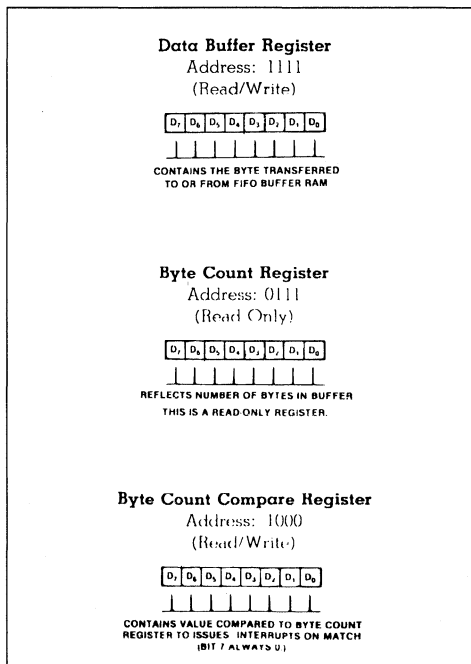 Data Buffer Register
Address: 1111
(Read/Write)
D7 D6 D5 D4 D3 D2 D1 D0
CONTAINS THE BYTE TRANSFERRED
TO OR FROM FIFO BUFFER RAM
Byte Count Register
Address: 0111
(Read Only)
D7 D6 D5 D4 D3 D2 D1 D0
REFLECTS NUMBER OF BYTES IN BUFFER
THIS IS A READ-ONLY REGISTER.
Byte Count Compare Register
Address: 1000
(Read/Write)
D7 D6 D5 D4 D3 D2 D1 D0
CONTAINS VALUE COMPARED TO BYTE COUNT
REGISTER TO ISSUES INTERRUPTS ON MATCH
(BIT 7 ALWAYS 0.)